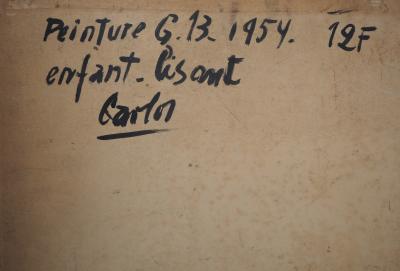 Peinture G.13. 1954. 12F
enfant. lisant
Carlos